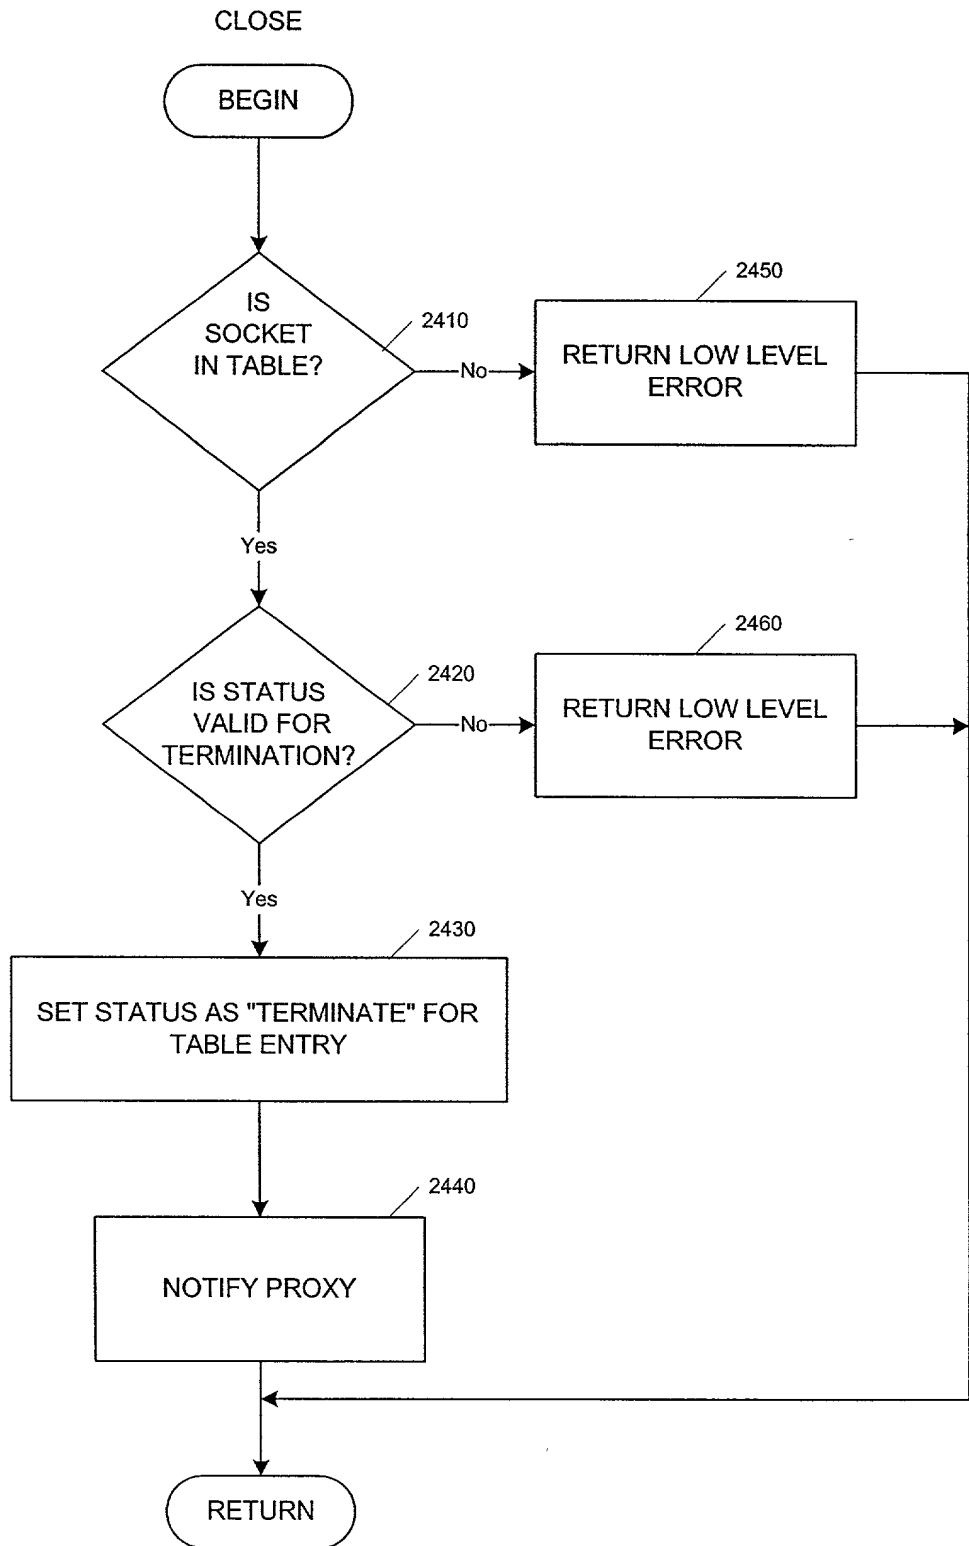 CLOSE
BEGIN
IS
SOCKET
IN TABLE?
2410
No
2450
RETURN LOW LEVEL
ERROR
Yes
IS STATUS
VALID FOR
TERMINATION?
2420
No
2460
RETURN LOW LEVEL
ERROR
Yes
2430
SET STATUS AS "TERMINATE" FOR
TABLE ENTRY
2440
NOTIFY PROXY
RETURN